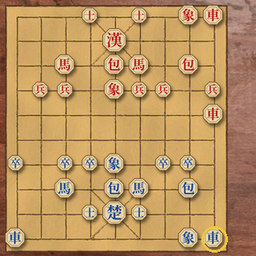 士 士 象 車
漢
馬 包 馬 包
兵 兵 象 兵 兵 兵
車
卒 卒 卒 象 卒 卒
馬 包 馬 包
士 楚 士
車 象 車